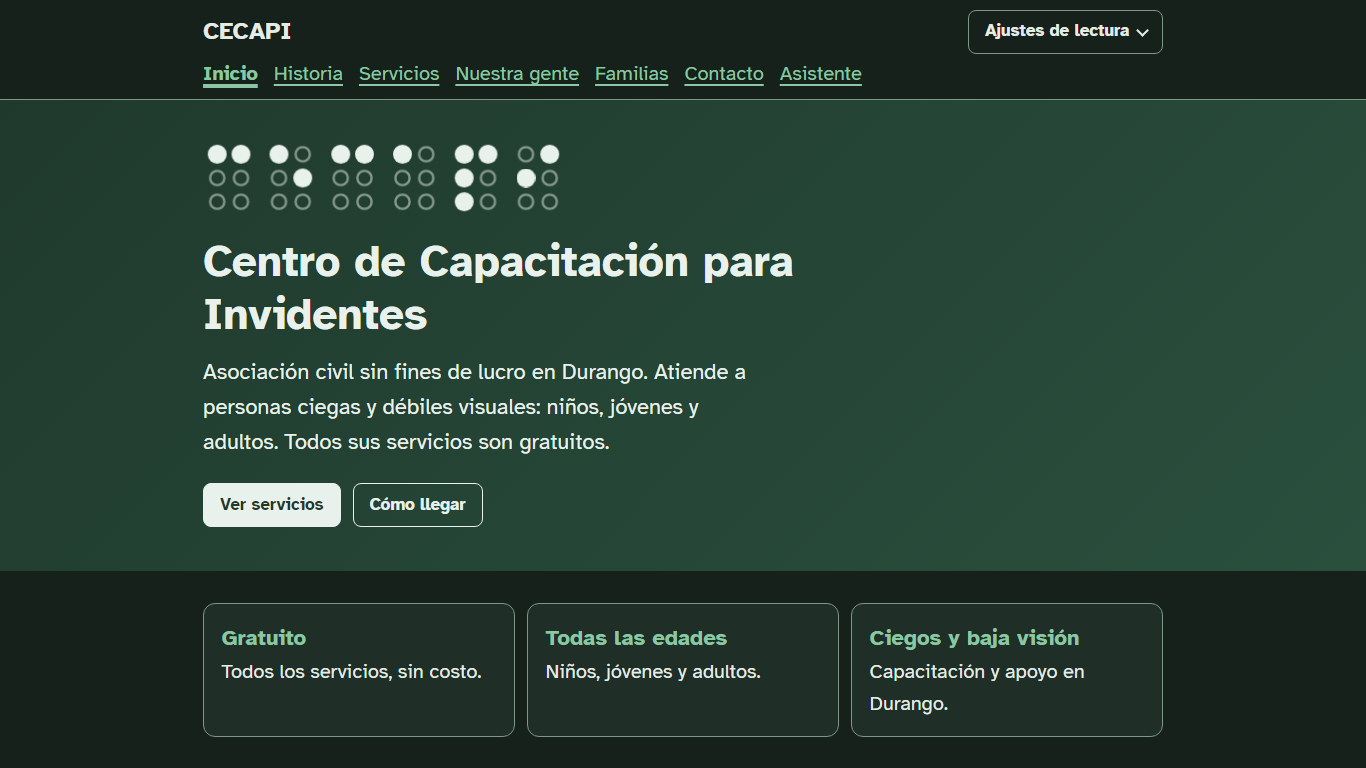 CECAPI
Ajustes de lectura
Inicio Historia Servicios Nuestra gente Familias Contacto Asistente
⠉⠑⠉⠁⠏⠊
Centro de Capacitación para
Invidentes
Asociación civil sin fines de lucro en Durango. Atiende a
personas ciegas y débiles visuales: niños, jóvenes y
adultos. Todos sus servicios son gratuitos.
Ver servicios
Cómo llegar
Gratuito
Todos los servicios, sin costo.
Todas las edades
Niños, jóvenes y adultos.
Ciegos y baja visión
Capacitación y apoyo en
Durango.